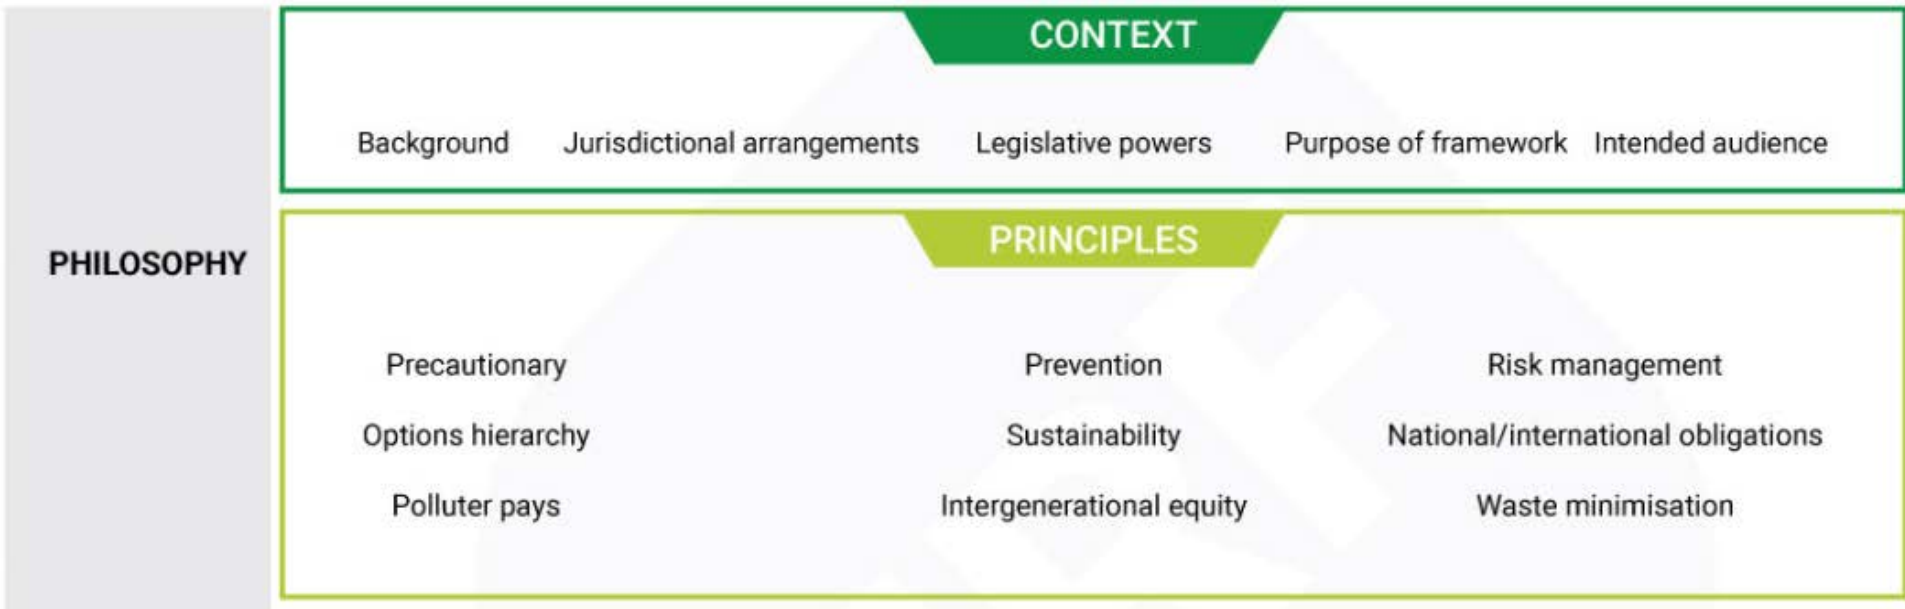 CONTEXT
Background Jurisdictional arrangements Legislative powers Purpose of framework Intended audience
PHILOSOPHY
PRINCIPLES
Precautionary Prevention Risk management
Options hierarchy Sustainability National/international obligations
Polluter pays Intergenerational equity Waste minimisation